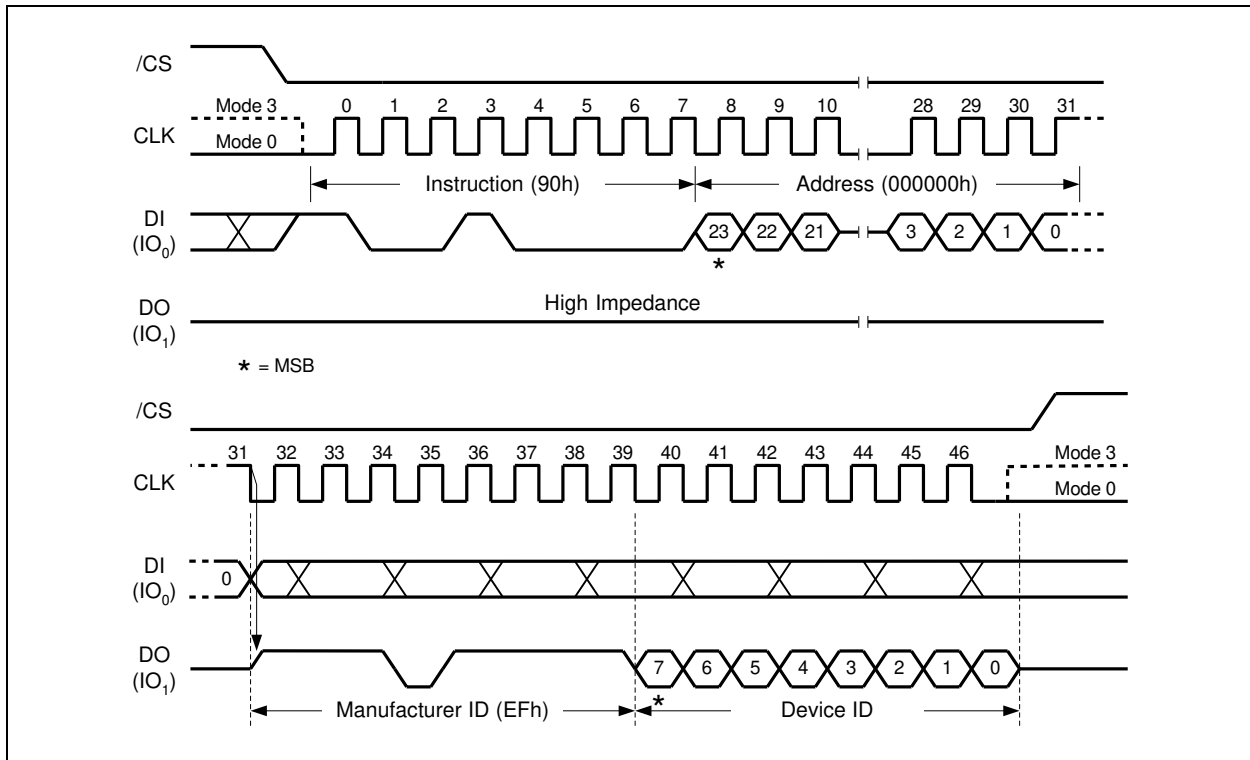 /CS
Mode 3
0 1 2 3 4 5 6 7 8 9 10 28 29 30 31
CLK
Mode 0
Instruction (90h) Address (000000h)
DI
(IO0)
23 22 21 3 2 1 0
*
High Impedance
DO
(IO1)
* = MSB
/CS
31 32 33 34 35 36 37 38 39 40 41 42 43 44 45 46
Mode 3
CLK
Mode 0
DI
(IO0)
0
DO
(IO1)
7 6 5 4 3 2 1 0
*
Manufacturer ID (EFh) Device ID